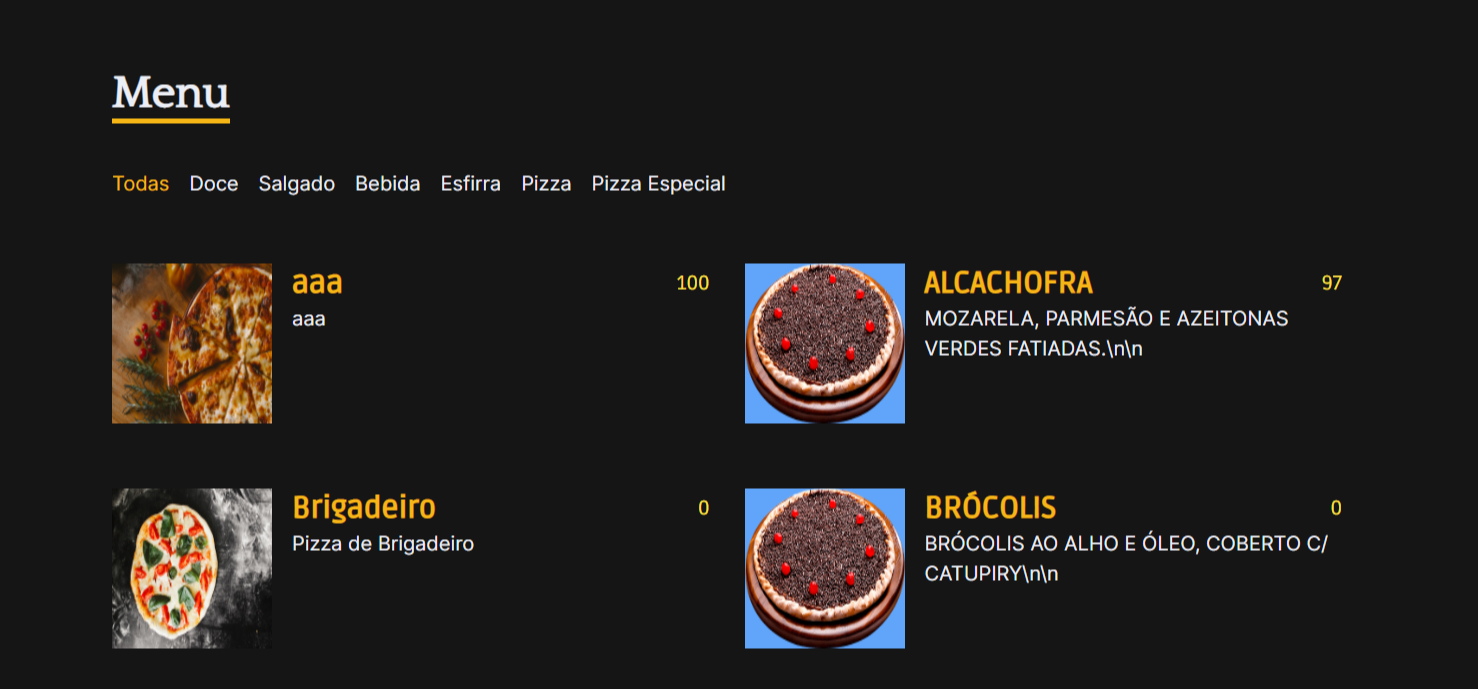 Menu
Todas Doce Salgado Bebida Esfirra Pizza Pizza Especial
aaa 100
aaa
ALCACHOFRA 97
MOZARELA, PARMESÃO E AZEITONAS
VERDES FATIADAS.\n\n
Brigadeiro 0
Pizza de Brigadeiro
BRÓCOLIS 0
BRÓCOLIS AO ALHO E ÓLEO, COBERTO C/
CATUPIRY\n\n